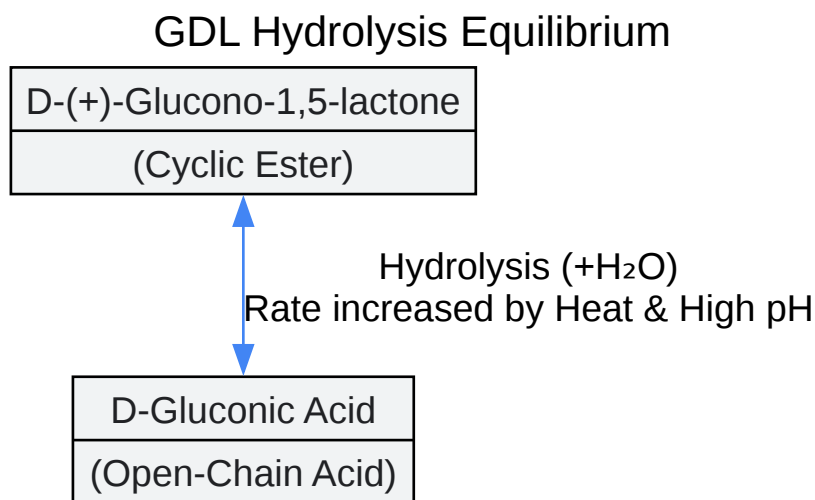 GDL Hydrolysis Equilibrium
D-(+)-Glucono-1,5-lactone
(Cyclic Ester)
Hydrolysis (+H₂O)
Rate increased by Heat & High pH
D-Gluconic Acid
(Open-Chain Acid)